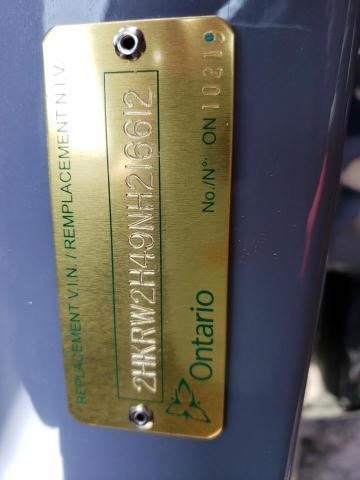 REPLACEMENT V.I.N. / REMPLACEMENT N.I.V.
2HKRW2H49NH216612
Ontario No./N° ON 10219